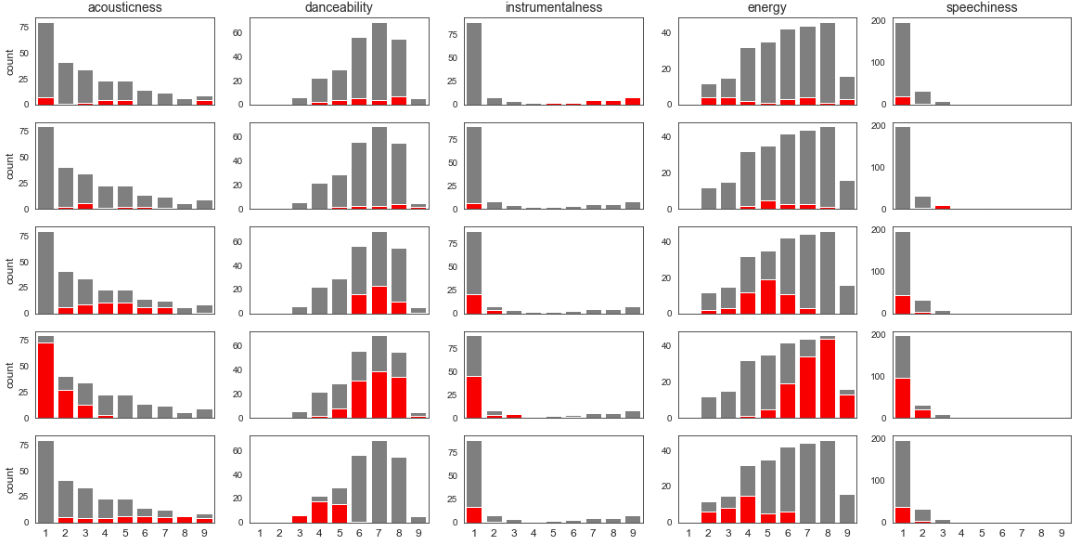 acousticness danceability instrumentalness energy speechiness
count 75 50 25 0 60 40 20 0 75 50 25 0 40 20 0 200 100 0
count 75 50 25 0 60 40 20 0 75 50 25 0 40 20 0 200 100 0
count 75 50 25 0 60 40 20 0 75 50 25 0 40 20 0 200 100 0
count 75 50 25 0 60 40 20 0 75 50 25 0 40 20 0 200 100 0
count 75 50 25 0 60 40 20 0 75 50 25 0 40 20 0 200 100 0
1 2 3 4 5 6 7 8 9 1 2 3 4 5 6 7 8 9 1 2 3 4 5 6 7 8 9 1 2 3 4 5 6 7 8 9 1 2 3 4 5 6 7 8 9